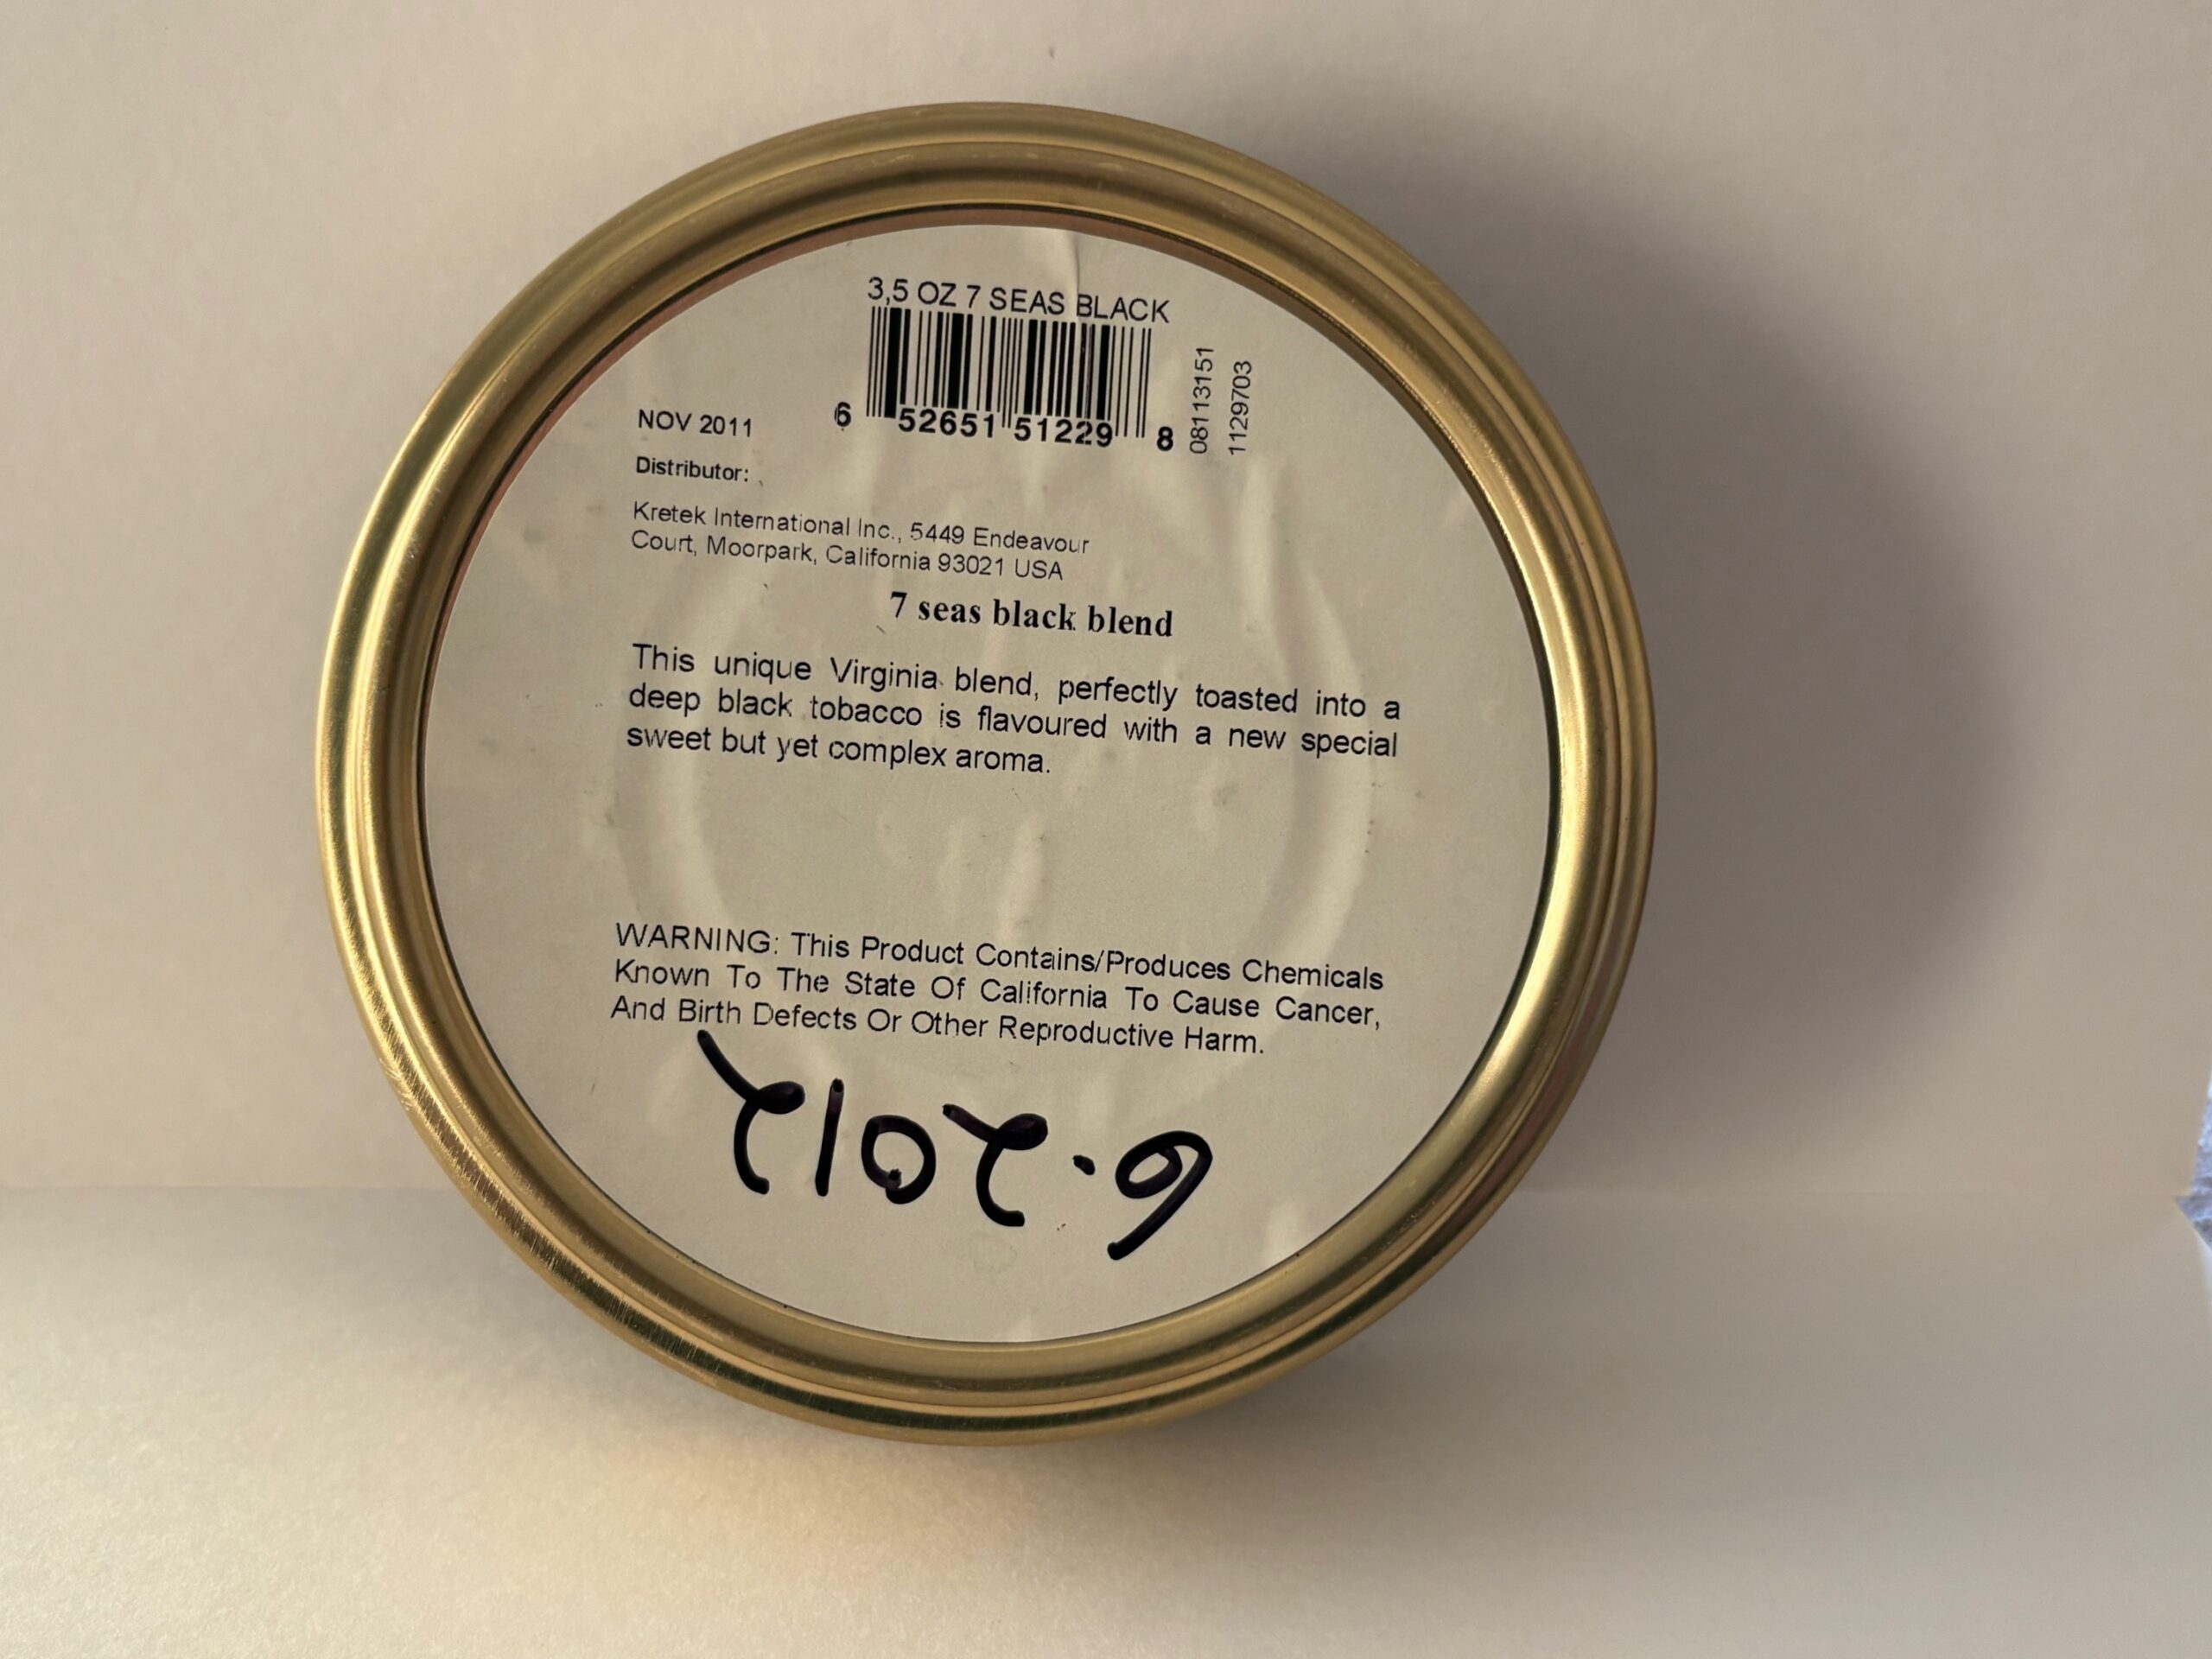 3,5 OZ 7 SEAS BLACK
6 52651 51229 8
08113151
1129703
NOV 2011
Distributor:
Kretek International Inc., 5449 Endeavour
Court, Moorpark, California 93021 USA
7 seas black blend
This unique Virginia blend, perfectly toasted into a
deep black tobacco is flavoured with a new special
sweet but yet complex aroma.
WARNING: This Product Contains/Produces Chemicals
Known To The State Of California To Cause Cancer,
And Birth Defects Or Other Reproductive Harm.
6.2012